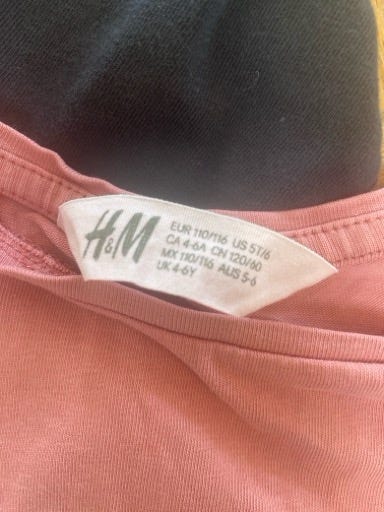 H&M
EUR 110/116 US 5T/6
CA 4-6A CN 120/60
MX 110/116 AUS 5-6
UK 4-6Y